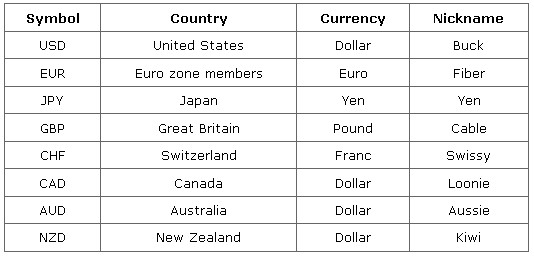 Symbol Country Currency Nickname
USD United States Dollar Buck
EUR Euro zone members Euro Fiber
JPY Japan Yen Yen
GBP Great Britain Pound Cable
CHF Switzerland Franc Swissy
CAD Canada Dollar Loonie
AUD Australia Dollar Aussie
NZD New Zealand Dollar Kiwi